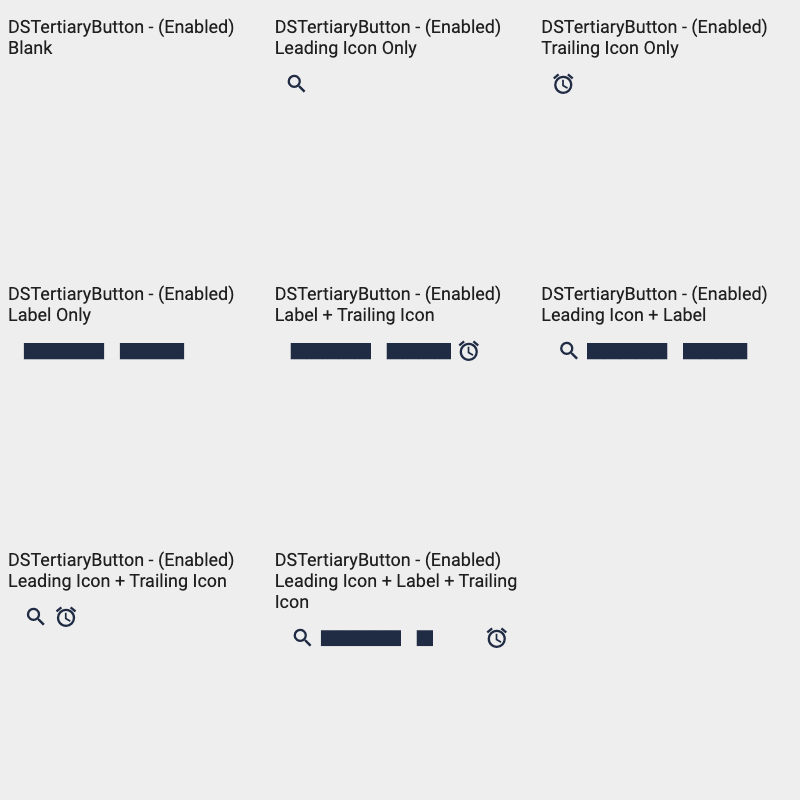 DSTertiaryButton - (Enabled)
Blank
DSTertiaryButton - (Enabled)
Leading Icon Only
DSTertiaryButton - (Enabled)
Trailing Icon Only
DSTertiaryButton - (Enabled)
Label Only
DSTertiaryButton - (Enabled)
Label + Trailing Icon
DSTertiaryButton - (Enabled)
Leading Icon + Label
DSTertiaryButton - (Enabled)
Leading Icon + Trailing Icon
DSTertiaryButton - (Enabled)
Leading Icon + Label + Trailing
Icon